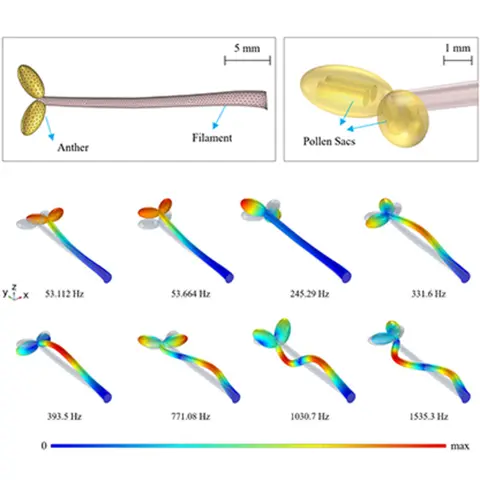 5 mm
1 mm
Anther
Filament
Pollen Sacs
53.112 Hz
53.664 Hz
245.29 Hz
331.6 Hz
y z x
393.5 Hz
771.08 Hz
1030.7 Hz
1535.3 Hz
0
max